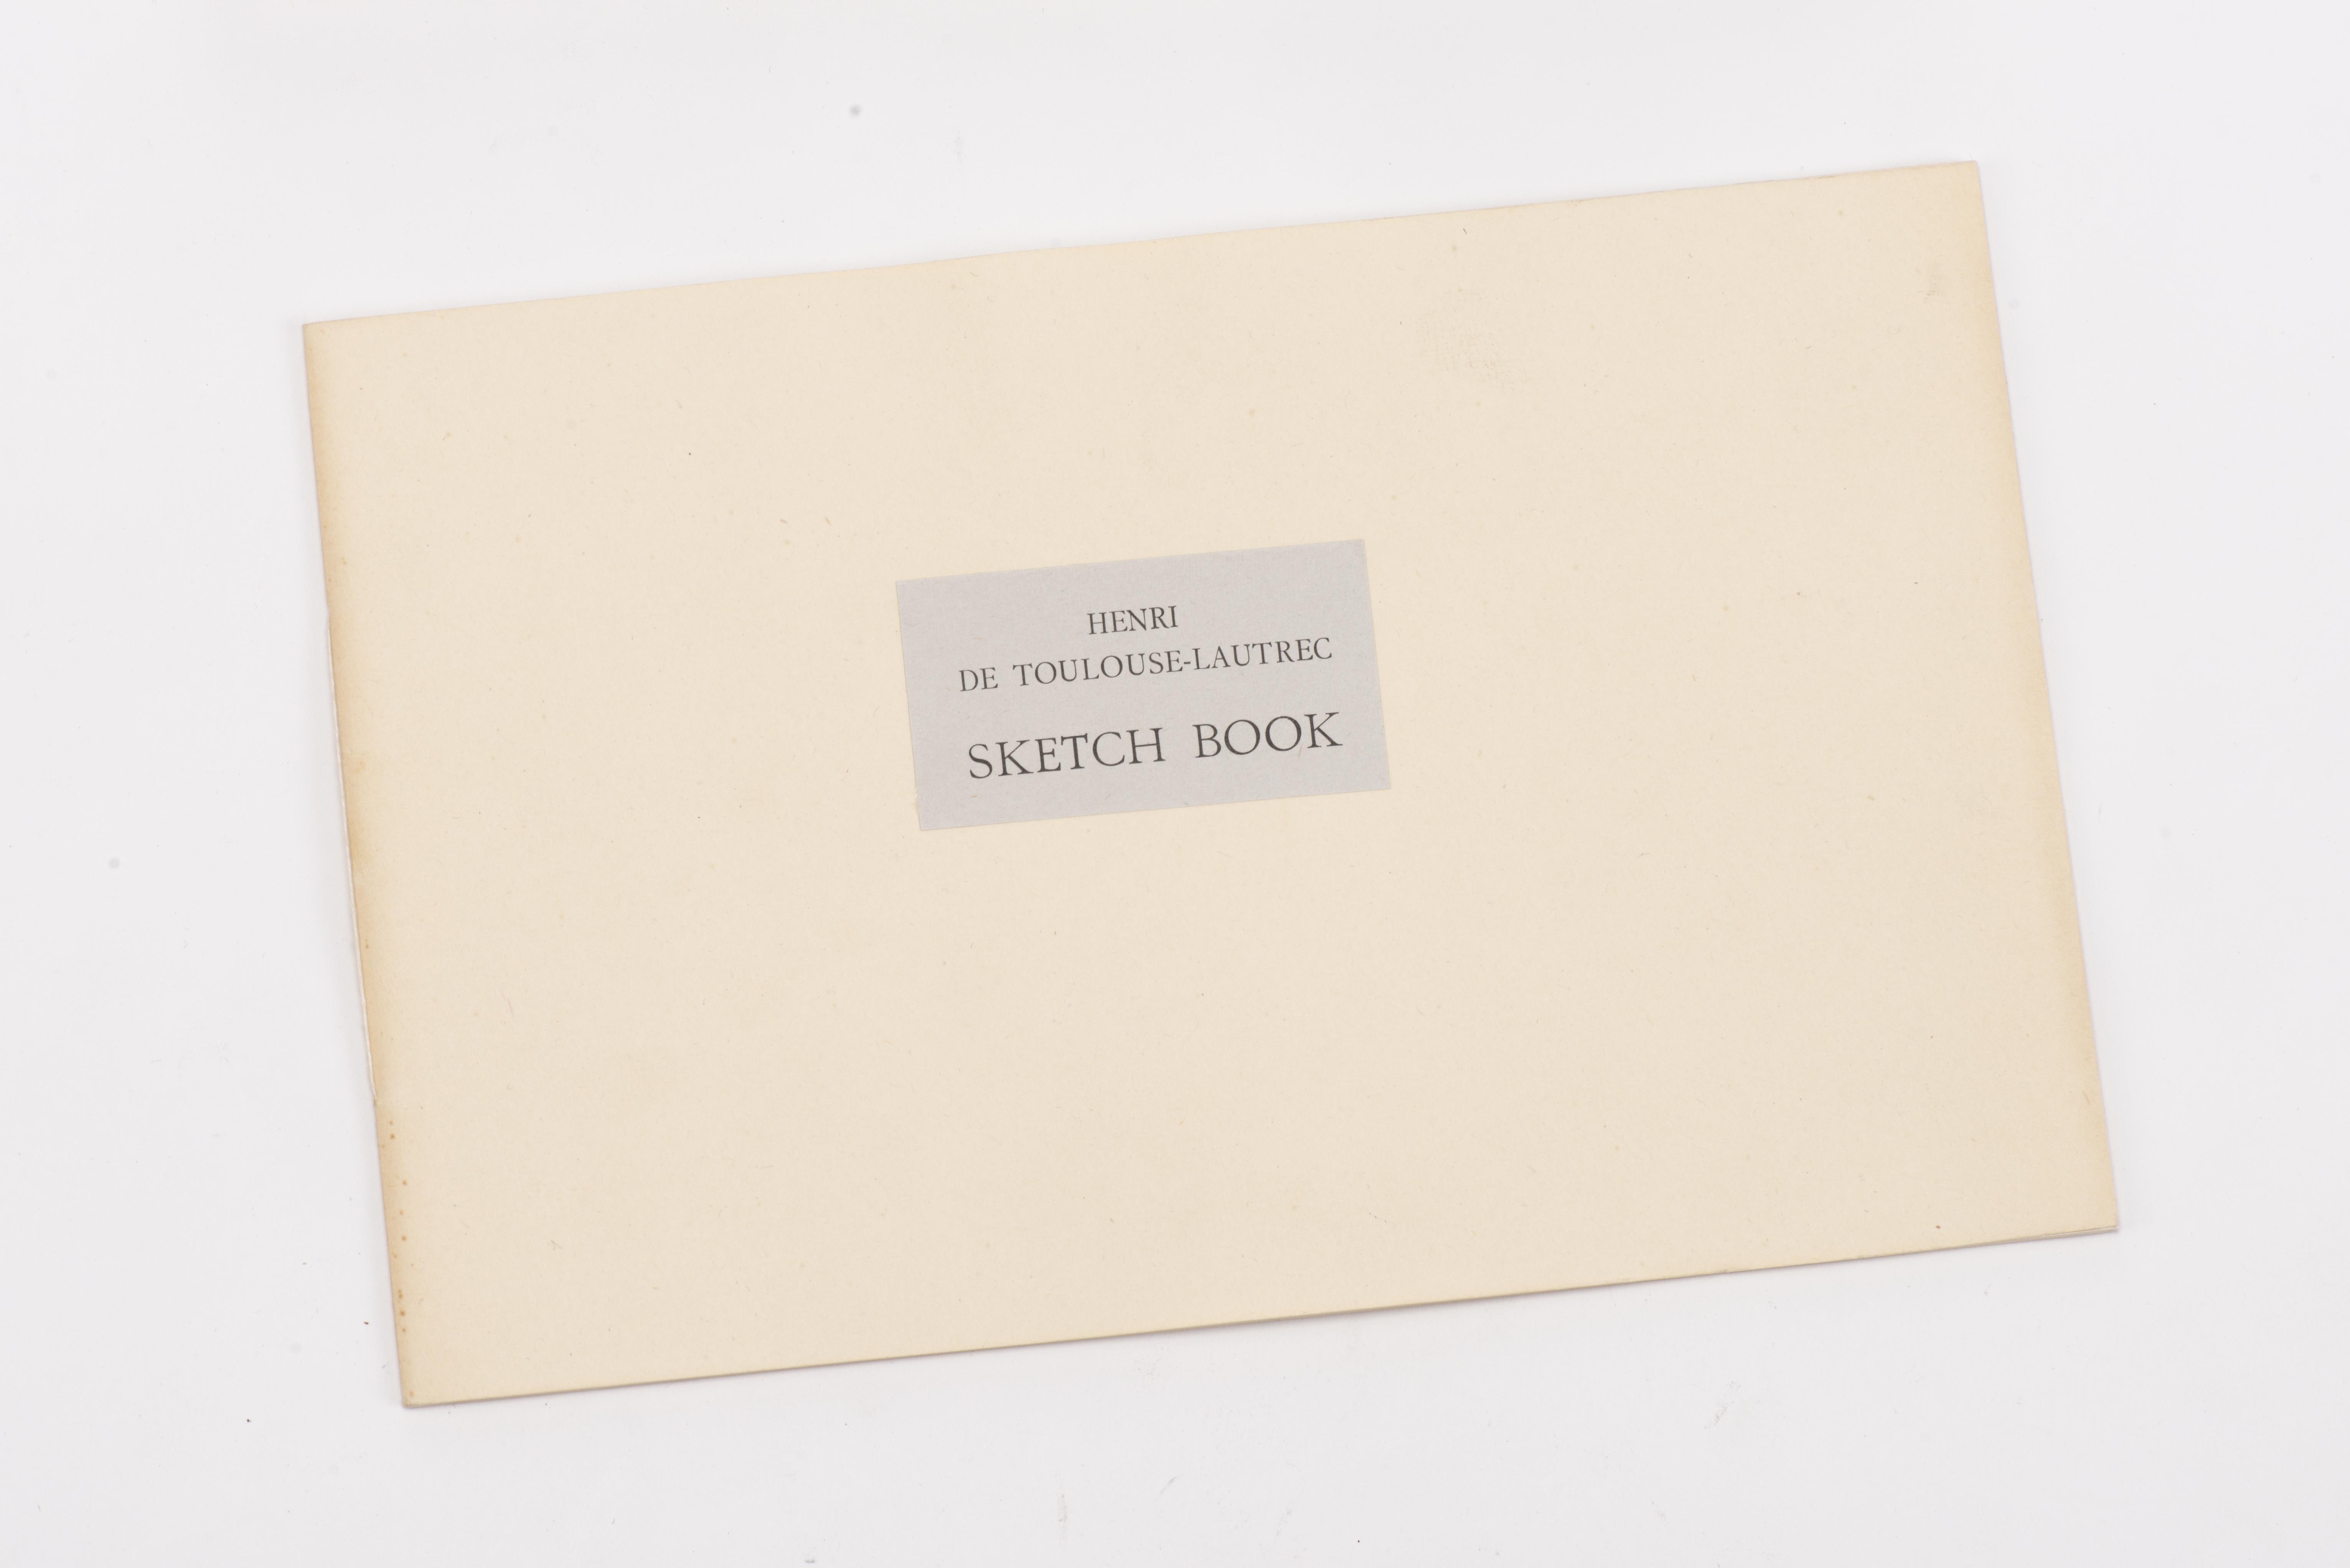 HENRI
DE TOULOUSE-LAUTREC
SKETCH BOOK